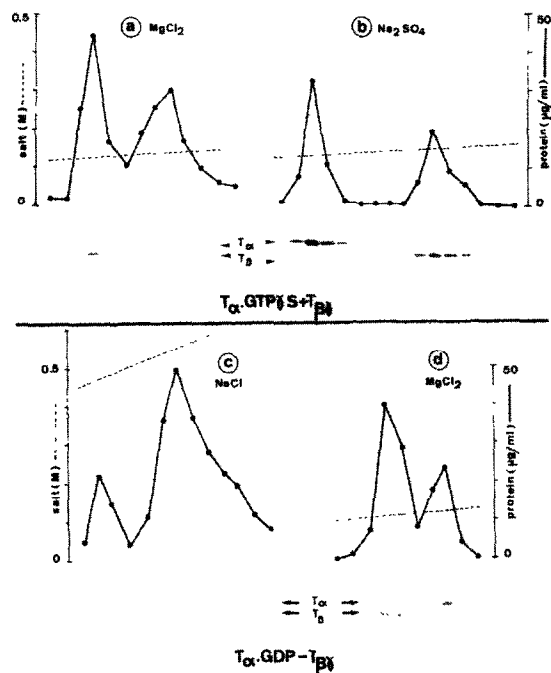 0.5
a MgCl2
b Na2SO4
50
salt (M)
protein (µg/ml)
0
0
Tα
Tβ
Tα.GTPγS+Tβγ
c
NaCl
d
MgCl2
0.5
50
salt (M)
protein (µg/ml)
0
0
Tα
Tβ
Tα.GDP-Tβγ